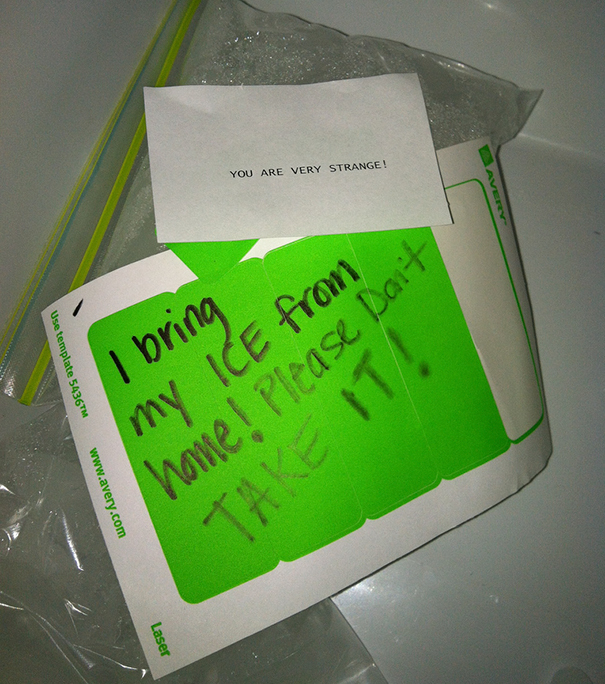 YOU ARE VERY STRANGE!
AVERY™
I bring
my ICE from
home! Please Don't
TAKE IT!
Use template 5436™
www.avery.com
Laser